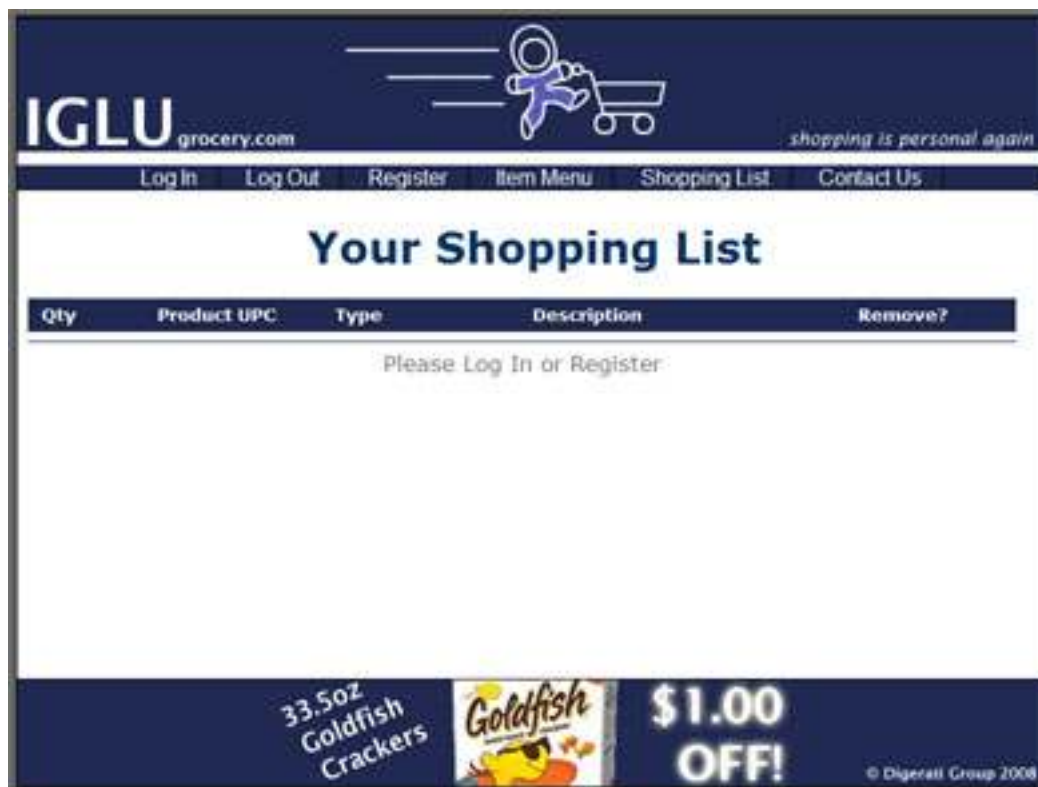 IGLU grocery.com
shopping is personal again
Log In Log Out Register Item Menu Shopping List Contact Us
Your Shopping List
Qty Product UPC Type Description Remove?
Please Log In or Register
33.5oz
Goldfish
Crackers
Goldfish
$1.00
OFF!
© Digerati Group 2008